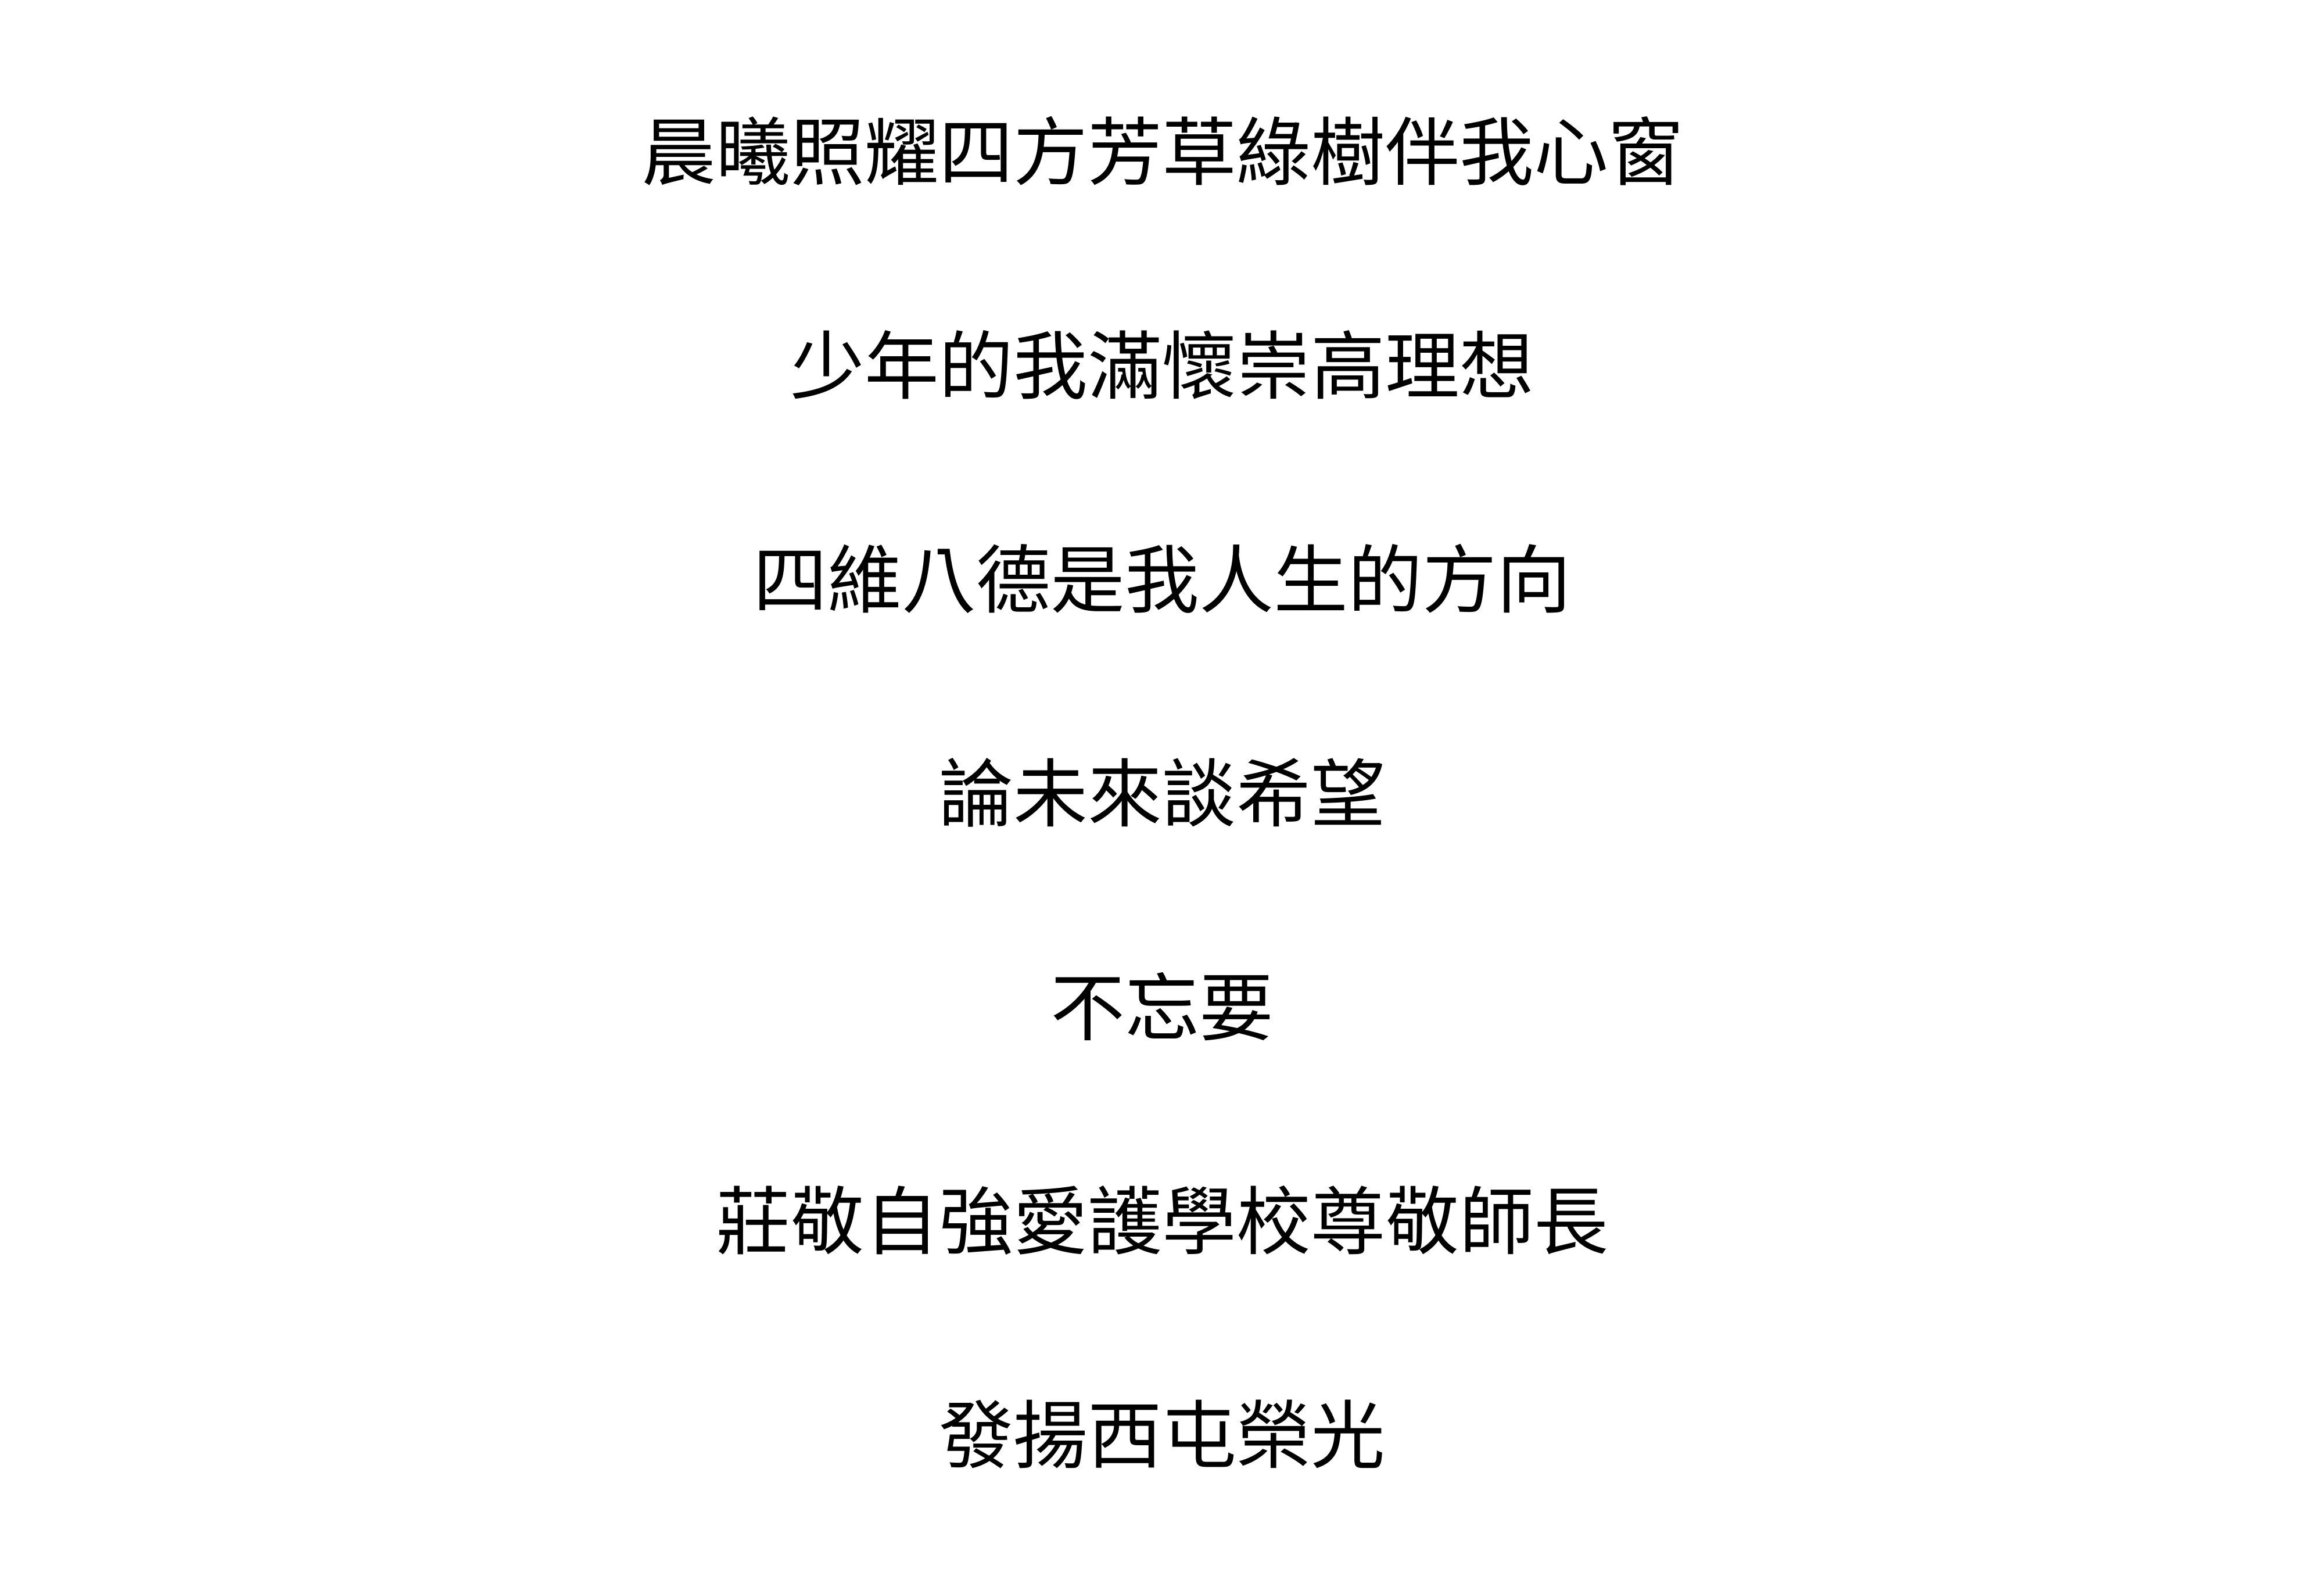 晨曦照耀四方芳草綠樹伴我心窗
少年的我滿懷崇高理想
四維八德是我人生的方向
論未來談希望
不忘要
莊敬自強愛護學校尊敬師長
發揚西屯榮光